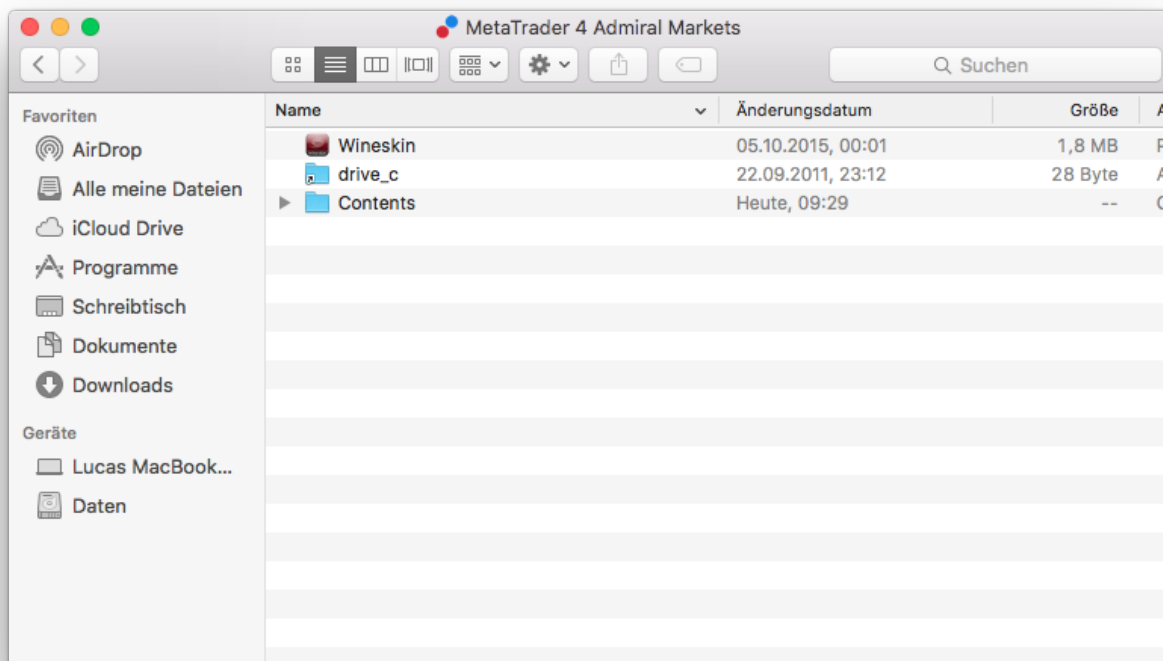 MetaTrader 4 Admiral Markets
Suchen
Favoriten
AirDrop
Alle meine Dateien
iCloud Drive
Programme
Schreibtisch
Dokumente
Downloads
Geräte
Lucas MacBook...
Daten
Name Änderungsdatum Größe
Wineskin 05.10.2015, 00:01 1,8 MB
drive_c 22.09.2011, 23:12 28 Byte
Contents Heute, 09:29 --